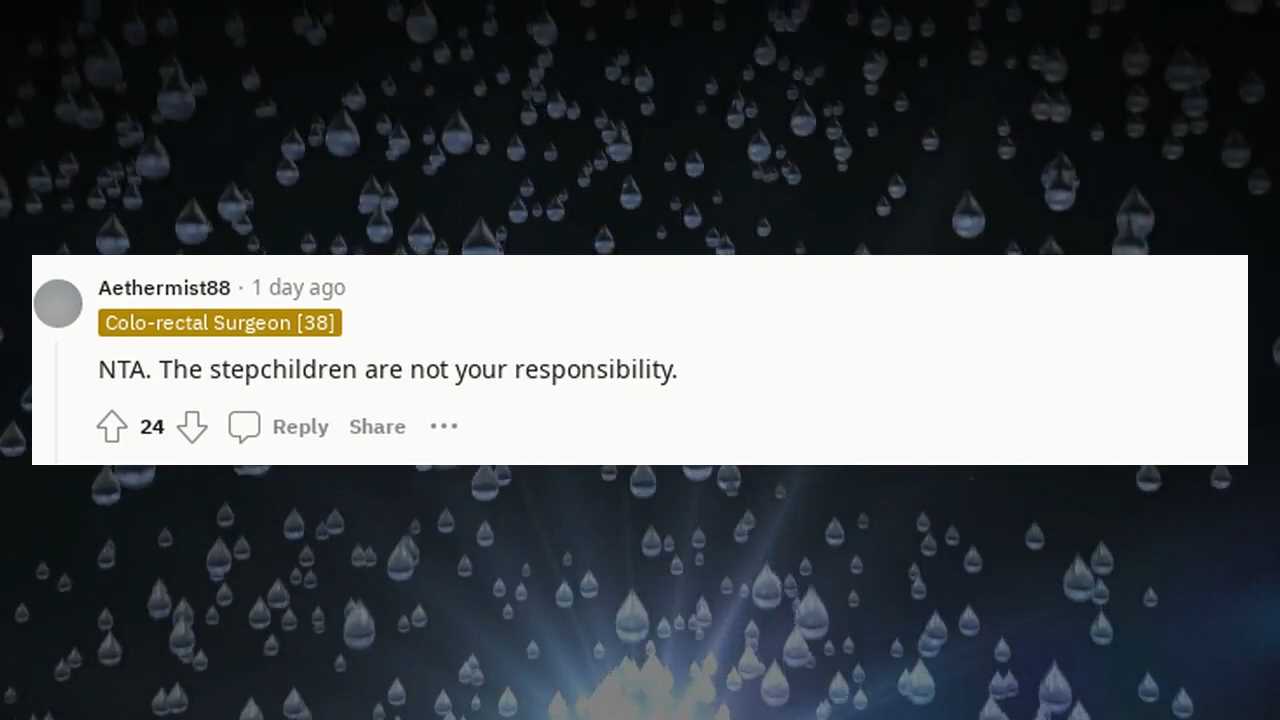 Aethermist88 · 1 day ago
Colo-rectal Surgeon [38]
NTA. The stepchildren are not your responsibility.
24 Reply Share ···